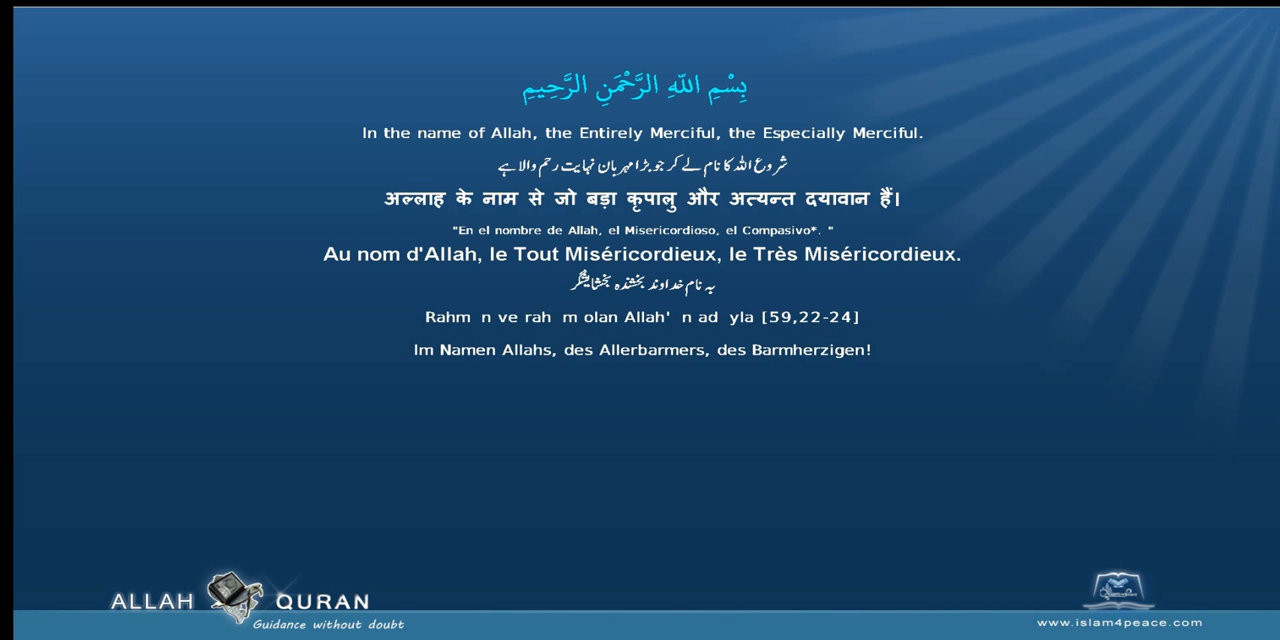 بِسْمِ اللّهِ الرَّحْمَنِ الرَّحِيمِ
In the name of Allah, the Entirely Merciful, the Especially Merciful.
شروع اللہ کا نام لے کر جو بڑا مہربان نہایت رحم والا ہے
अल्लाह के नाम से जो बड़ा कृपालु और अत्यन्त दयावान हैं।
"En el nombre de Allah, el Misericordioso, el Compasivo*. "
Au nom d'Allah, le Tout Miséricordieux, le Très Miséricordieux.
به نام خداوند بخشنده بخشایشگر
Rahm n ve rah m olan Allah' n ad yla [59,22-24]
Im Namen Allahs, des Allerbarmers, des Barmherzigen!
ALLAH QURAN
Guidance without doubt
www.islam4peace.com